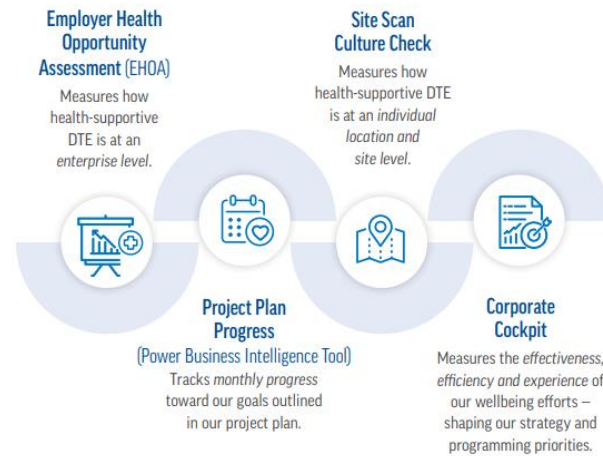 Employer Health
Opportunity
Assessment (EHOA)
Measures how
health-supportive
DTE is at an
enterprise level.
Project Plan
Progress
(Power Business Intelligence Tool)
Tracks monthly progress
toward our goals outlined
in our project plan.
Site Scan
Culture Check
Measures how
health-supportive DTE
is at an individual
location and
site level.
Corporate
Cockpit
Measures the effectiveness,
efficiency and experience of
our wellbeing efforts –
shaping our strategy and
programming priorities.